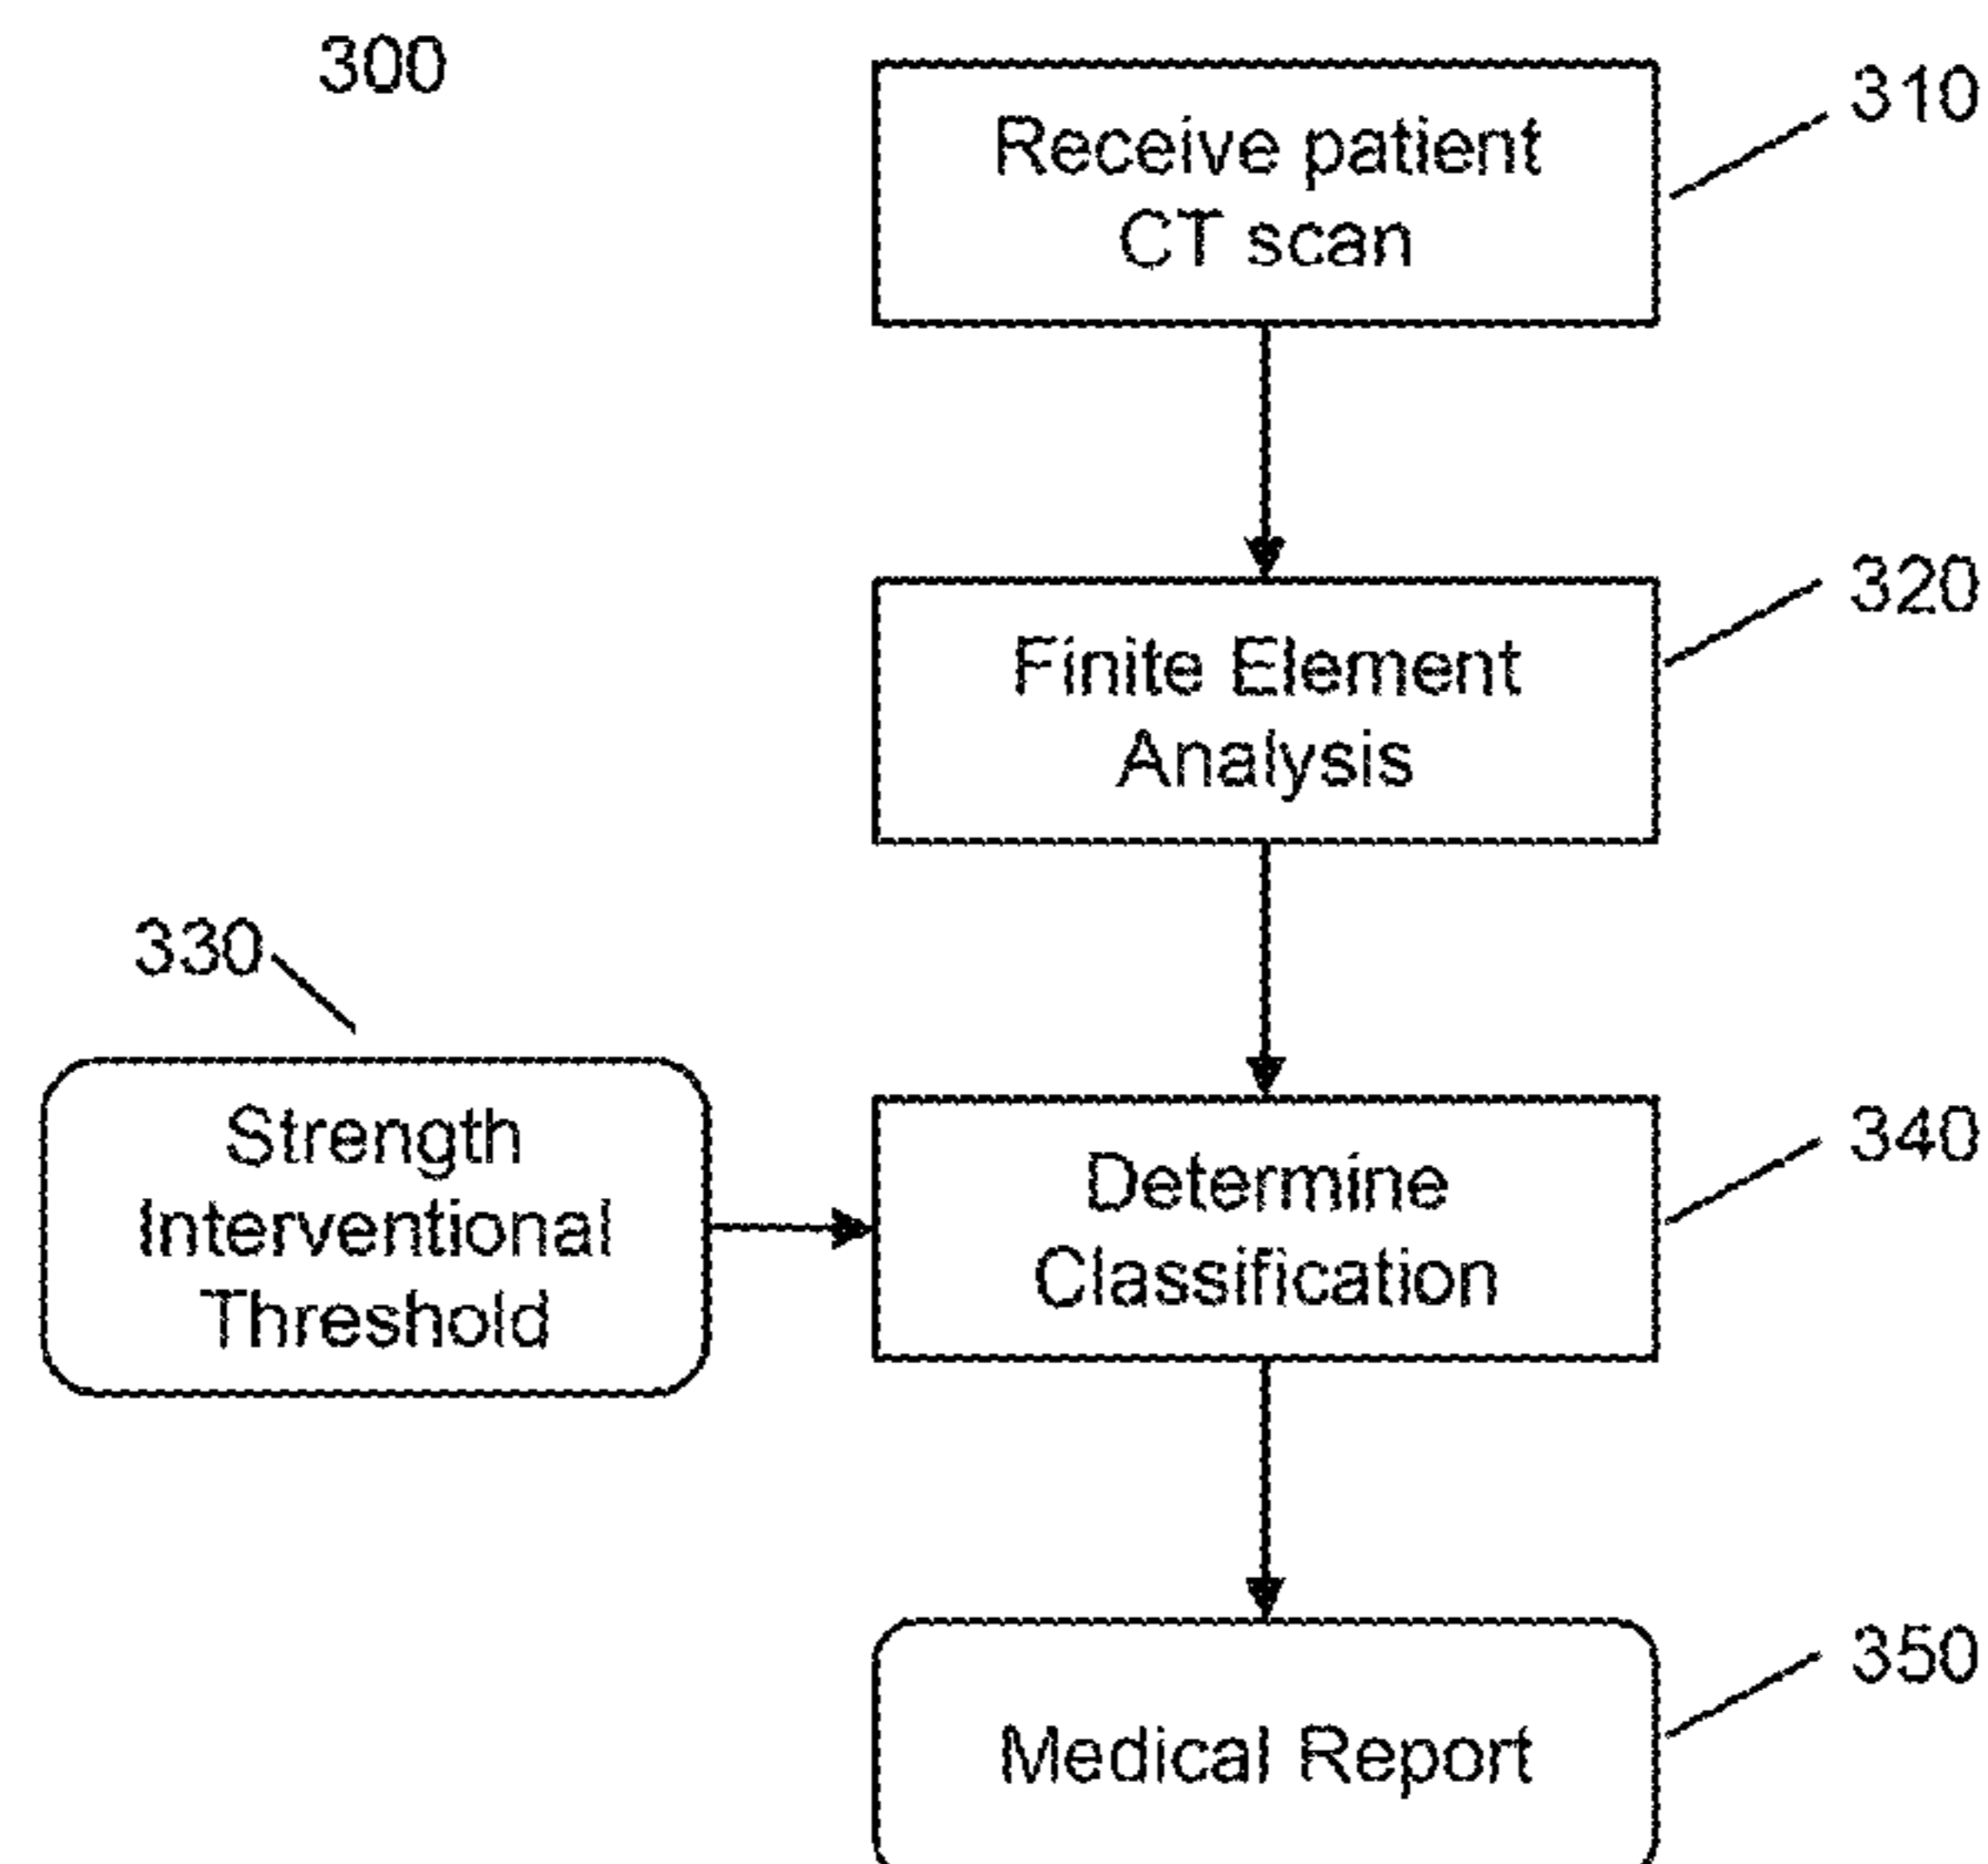 300
Receive patient
CT scan
310
Finite Element
Analysis
320
330
Strength
Interventional
Threshold
Determine
Classification
340
Medical Report
350